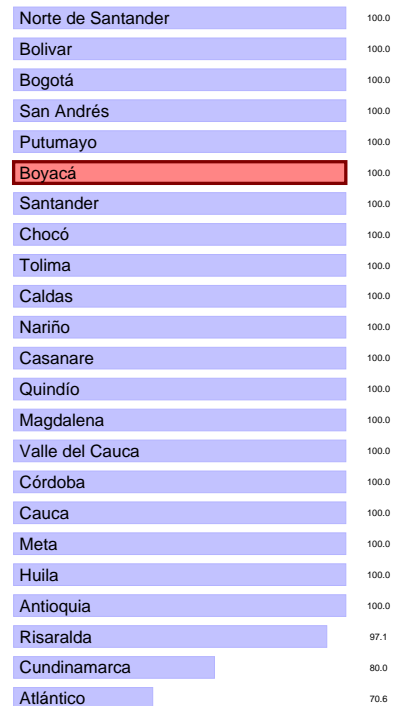 Norte de Santander 100.0
Bolivar 100.0
Bogotá 100.0
San Andrés 100.0
Putumayo 100.0
Boyacá 100.0
Santander 100.0
Chocó 100.0
Tolima 100.0
Caldas 100.0
Nariño 100.0
Casanare 100.0
Quindío 100.0
Magdalena 100.0
Valle del Cauca 100.0
Córdoba 100.0
Cauca 100.0
Meta 100.0
Huila 100.0
Antioquia 100.0
Risaralda 97.1
Cundinamarca 80.0
Atlántico 70.6